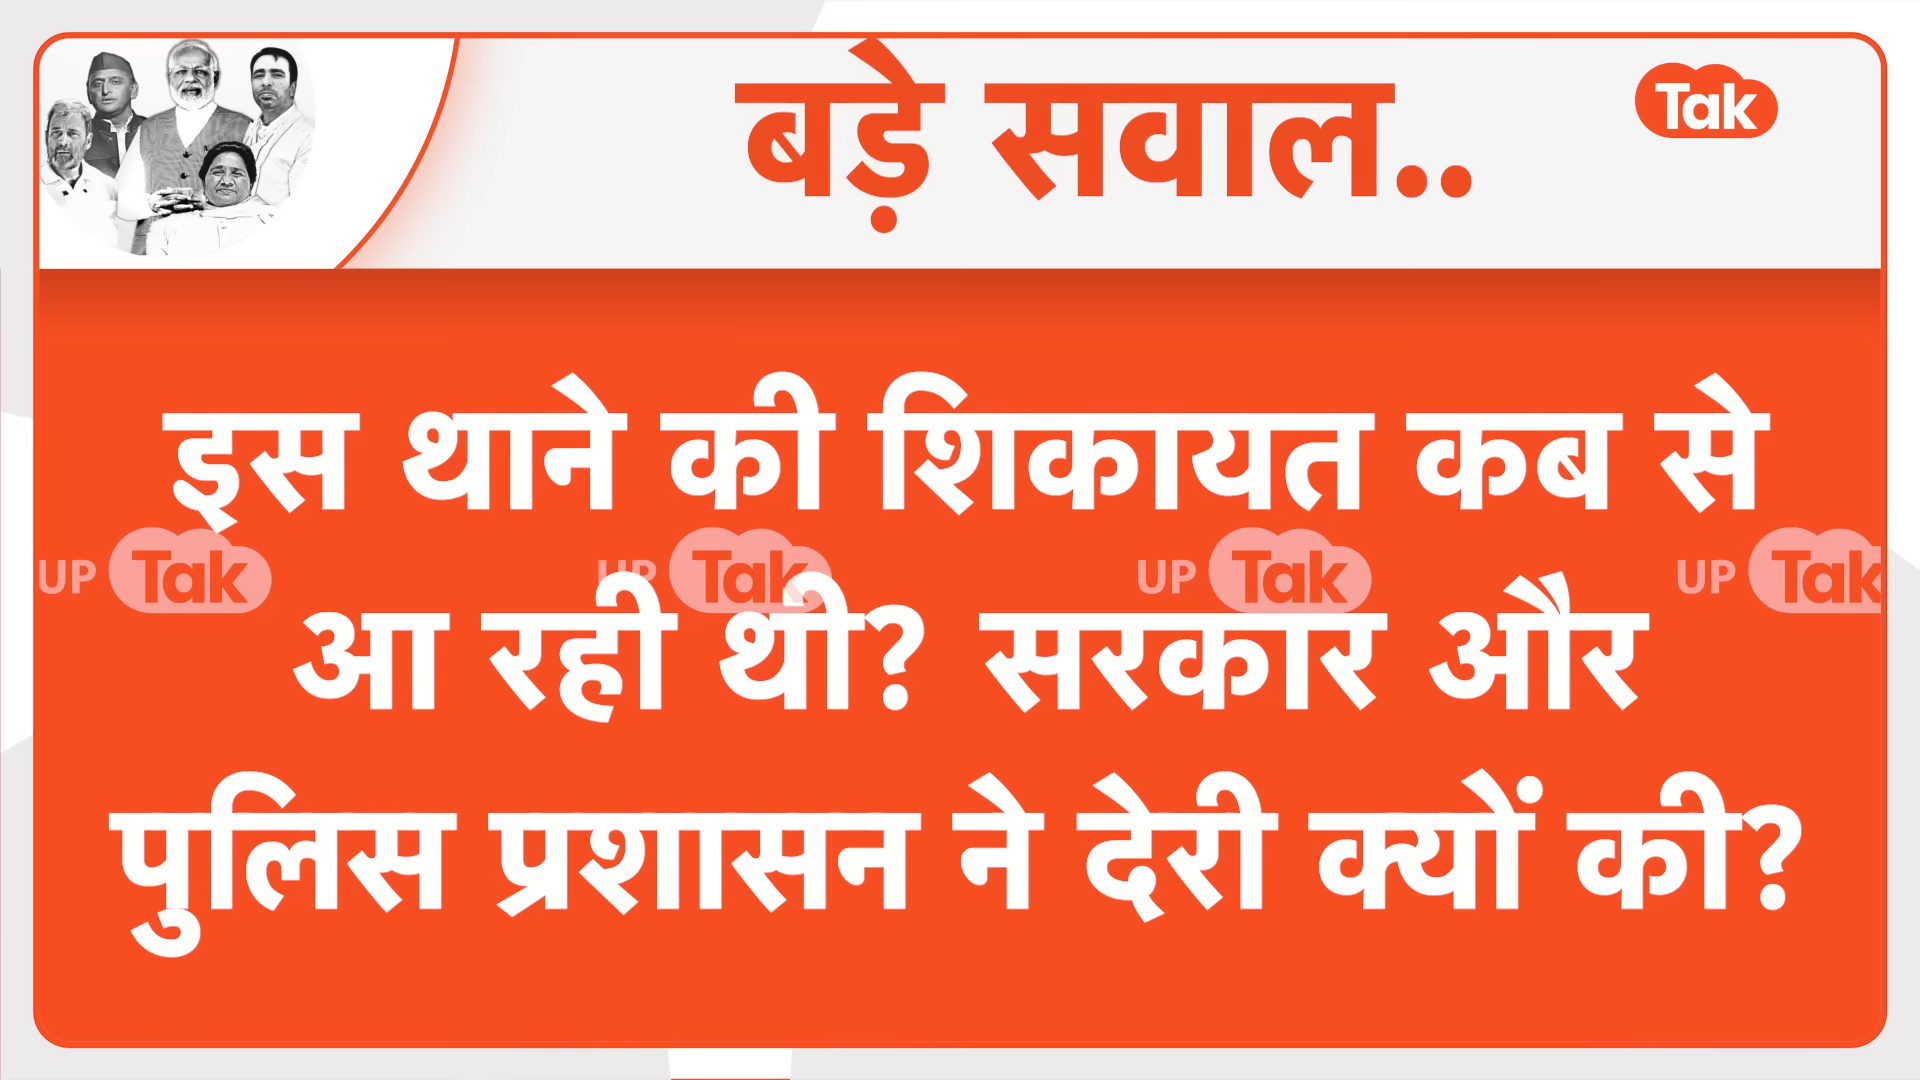 बड़े सवाल..
Tak
इस थाने की शिकायत कब से
UP Tak UP Tak UP Tak UP Tak
आ रही थी? सरकार और
पुलिस प्रशासन ने देरी क्यों की?